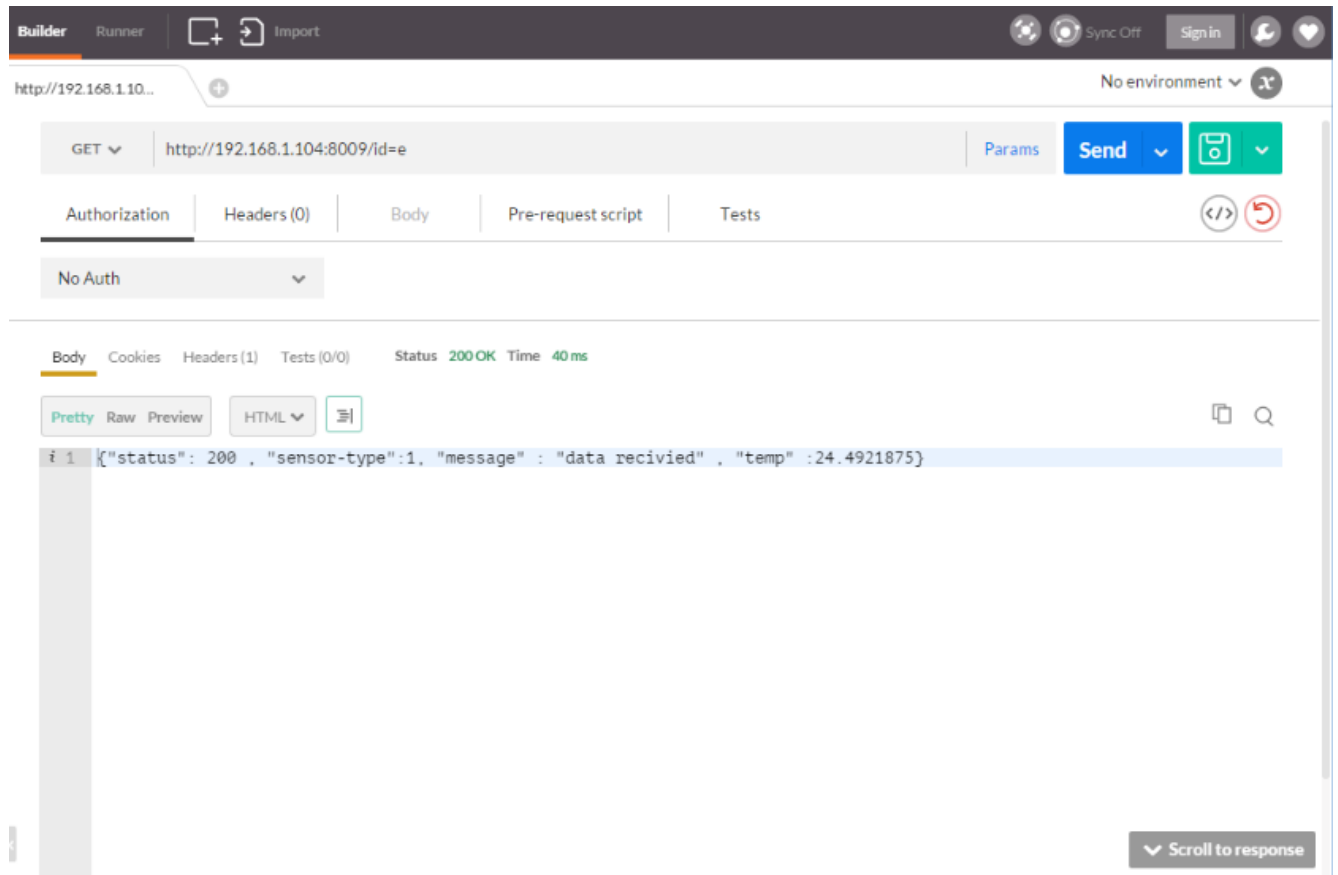 Builder Runner Import Sync Off Sign in
http://192.168.1.10... No environment
GET http://192.168.1.104:8009/id=e Params Send
Authorization Headers (0) Body Pre-request script Tests
No Auth
Body Cookies Headers (1) Tests (0/0) Status 200 OK Time 40 ms
Pretty Raw Preview HTML
i 1 {"status": 200 , "sensor-type":1, "message" : "data recivied" , "temp" :24.4921875}
Scroll to response